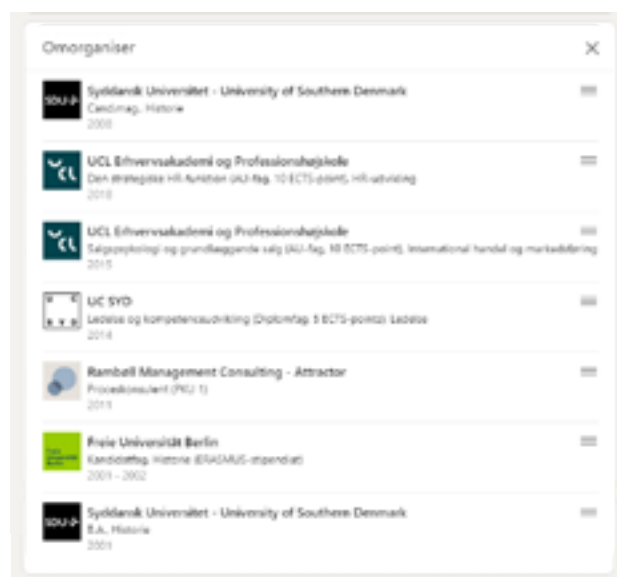 Omorganiser
Syddansk Universitet - University of Southern Denmark
Cand.mag., Historie
2008
UCL Erhvervsakademi og Professionshøjskole
Den strategiske HR-funktion (AU-fag, 10 ECTS-point), HR-udvikling
2018
UCL Erhvervsakademi og Professionshøjskole
Salgspsykologi og grundlæggende salg (AU-fag, 10 ECTS-point), International handel og markedsføring
2015
UC SYD
Ledelse og kompetenceudvikling (Diplomfag, 5 ECTS-points) Ledelse
2014
Rambøll Management Consulting - Attractor
Proceskonsulent (PKU 1)
2011
Freie Universität Berlin
Kandidatfag, Historie (ERASMUS-stipendiat)
2001 - 2002
Syddansk Universitet - University of Southern Denmark
B.A., Historie
2001